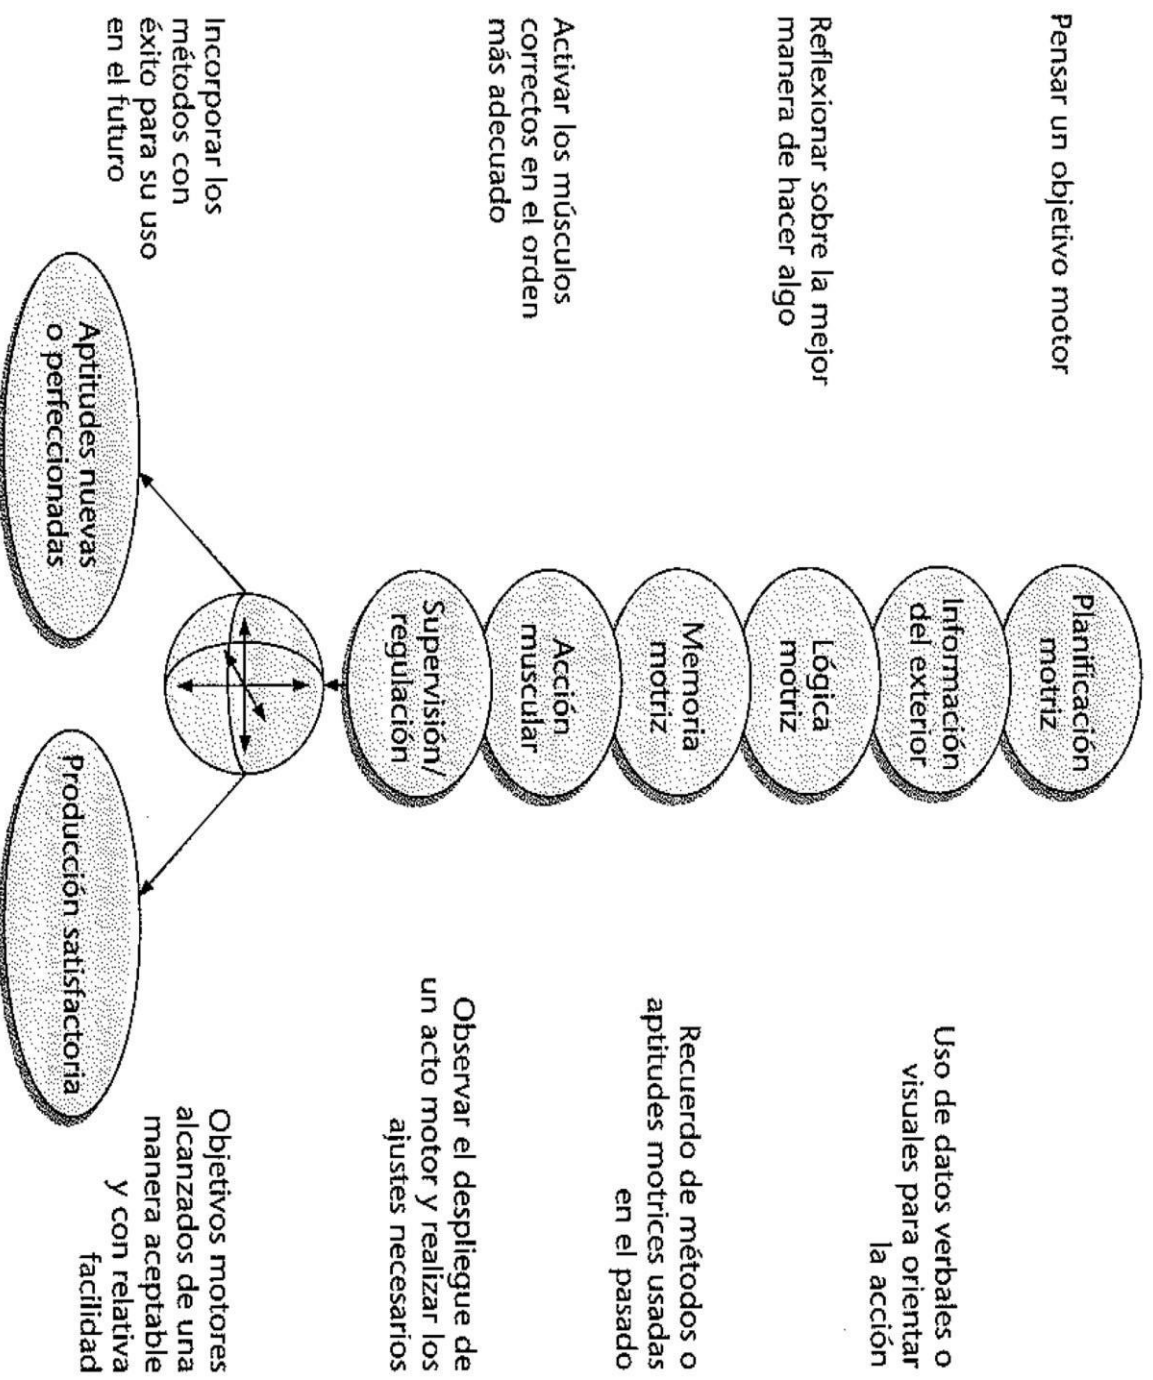 Pensar un objetivo motor
Planificación
motriz
Información
del exterior
Uso de datos verbales o
visuales para orientar
la acción
Reflexionar sobre la mejor
manera de hacer algo
Lógica
motriz
Memoria
motriz
Recuerdo de métodos o
aptitudes motrices usadas
en el pasado
Activar los músculos
correctos en el orden
más adecuado
Acción
muscular
Supervisión/
regulación
Observar el despliegue de
un acto motor y realizar los
ajustes necesarios
Incorporar los
métodos con
éxito para su uso
en el futuro
Aptitudes nuevas
o perfeccionadas
Producción satisfactoria
Objetivos motores
alcanzados de una
manera aceptable
y con relativa
facilidad